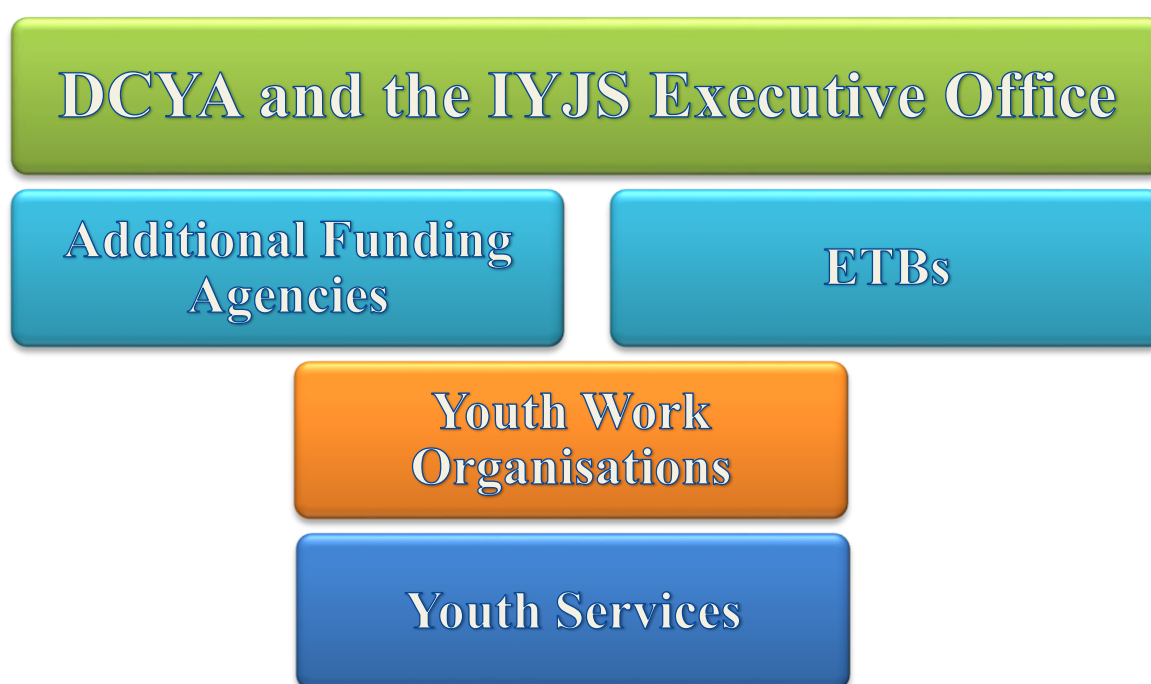 DCYA and the IYJS Executive Office
Additional Funding
Agencies
ETBs
Youth Work
Organisations
Youth Services